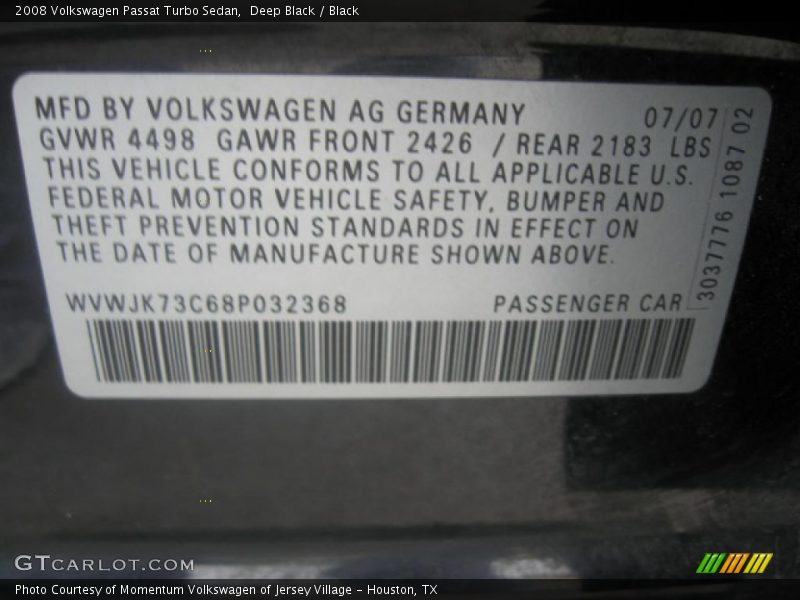 2008 Volkswagen Passat Turbo Sedan,  Deep Black / Black
MFD BY VOLKSWAGEN AG GERMANY 07/07
GVWR 4498 GAWR FRONT 2426 / REAR 2183 LBS
THIS VEHICLE CONFORMS TO ALL APPLICABLE U.S.
FEDERAL MOTOR VEHICLE SAFETY, BUMPER AND
THEFT PREVENTION STANDARDS IN EFFECT ON
THE DATE OF MANUFACTURE SHOWN ABOVE.
WVWJK73C68P032368 PASSENGER CAR
3037776 1087 02
GTCARLOT.COM
Photo Courtesy of Momentum Volkswagen of Jersey Village – Houston, TX